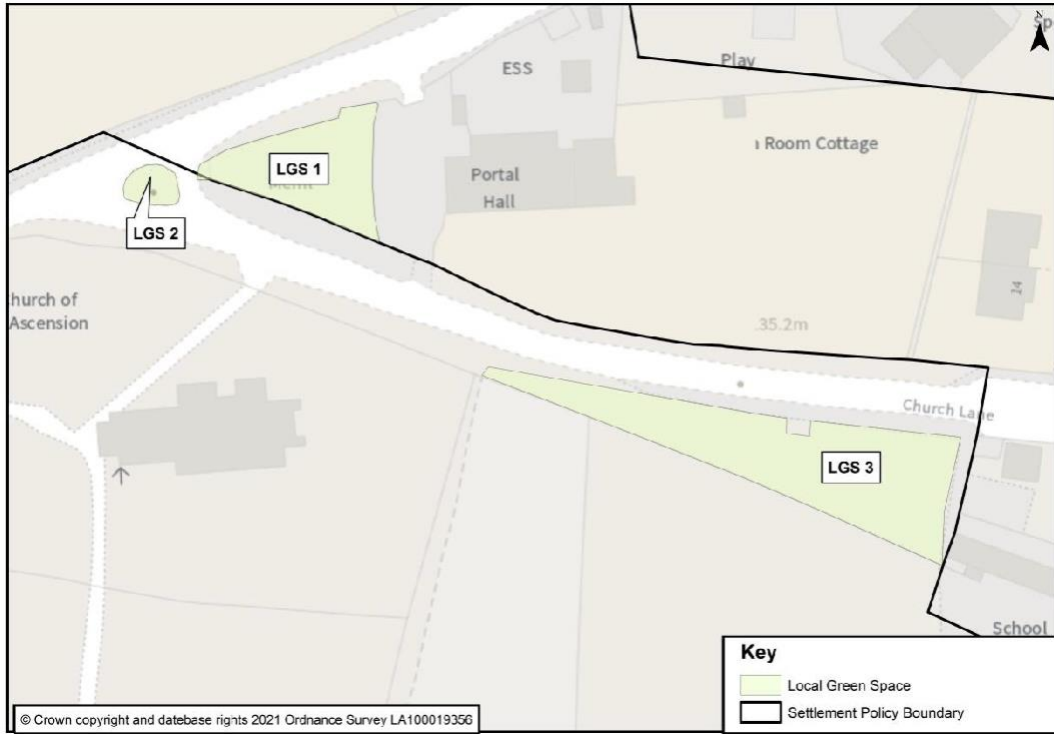 N
Sp
ESS
Play
LGS 1
Room Cottage
Portal
Hall
LGS 2
hurch of
Ascension
35.2m
14
Church Lane
LGS 3
School
Key
Local Green Space
Settlement Policy Boundary
© Crown copyright and datebase rights 2021 Ordnance Survey LA100019356